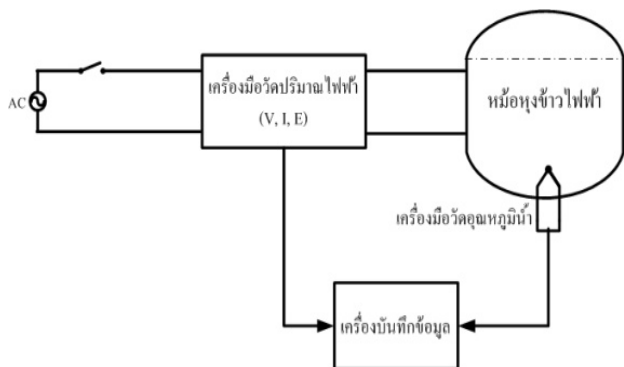 AC
เครื่องมือวัดปริมาณไฟฟ้า
(V, I, E)
หม้อหุงข้าวไฟฟ้า
เครื่องมือวัดอุณหภูมิน้ำ
เครื่องบันทึกข้อมูล